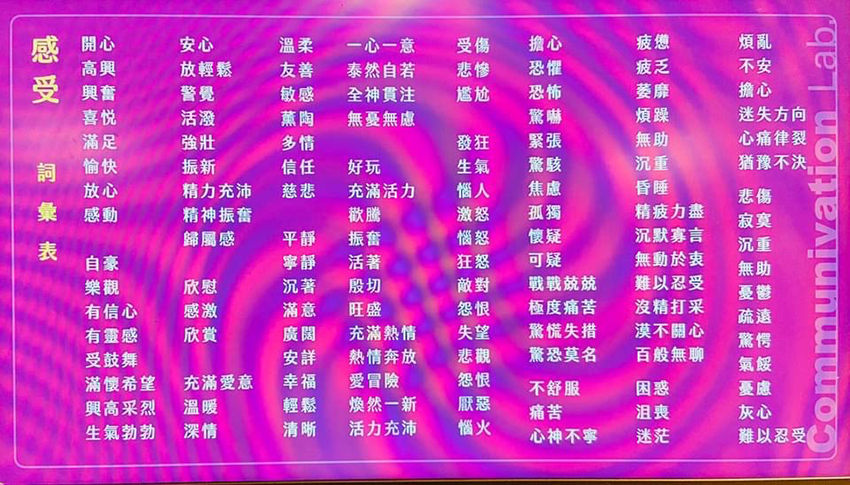 感受
詞彙表
開心
高興
興奮
喜悅
滿足
愉快
放心
感動
自豪
樂觀
有信心
有靈感
受鼓舞
滿懷希望
興高采烈
生氣勃勃
安心
放輕鬆
警覺
活潑
強壯
振新
精力充沛
精神振奮
歸屬感
欣慰
感激
欣賞
充滿愛意
溫暖
深情
溫柔
友善
敏感
薰陶
多情
信任
慈悲
平靜
寧靜
沉著
滿意
廣闊
安詳
幸福
輕鬆
清晰
一心一意
泰然自若
全神貫注
無憂無慮
好玩
充滿活力
歡騰
振奮
活著
殷切
旺盛
充滿熱情
熱情奔放
愛冒險
煥然一新
活力充沛
受傷
悲慘
尷尬
發狂
生氣
惱人
激怒
惱怒
狂怒
敵對
怨恨
失望
悲觀
怨恨
厭惡
惱火
擔心
恐懼
恐怖
驚嚇
緊張
驚駭
焦慮
孤獨
懷疑
可疑
戰戰兢兢
極度痛苦
驚慌失措
驚恐莫名
不舒服
痛苦
心神不寧
疲憊
疲乏
萎靡
煩躁
無助
沉重
昏睡
精疲力盡
沉默寡言
無動於衷
難以忍受
沒精打采
漠不關心
百般無聊
困惑
沮喪
迷茫
煩亂
不安
擔心
迷失方向
心痛律裂
猶豫不決
悲傷
寂寞
沉重
無助
憂鬱
疏遠
驚愕
氣餒
憂慮
灰心
難以忍受
Communivation Lab.